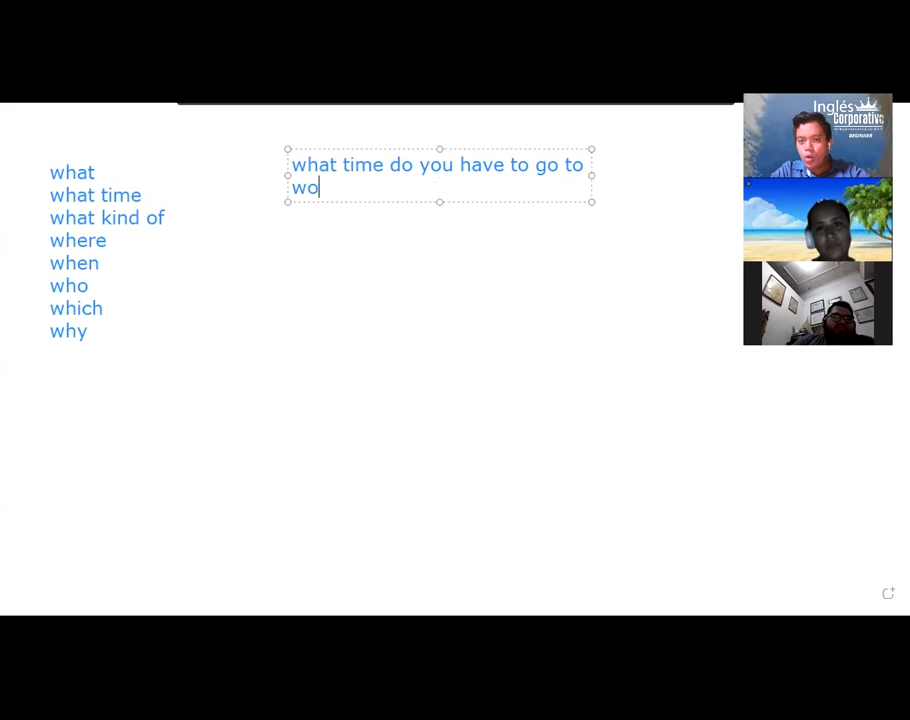 what
what time
what kind of
where
when
who
which
why
what time do you have to go to
wo
Inglés
Corporativo
BEGINNER